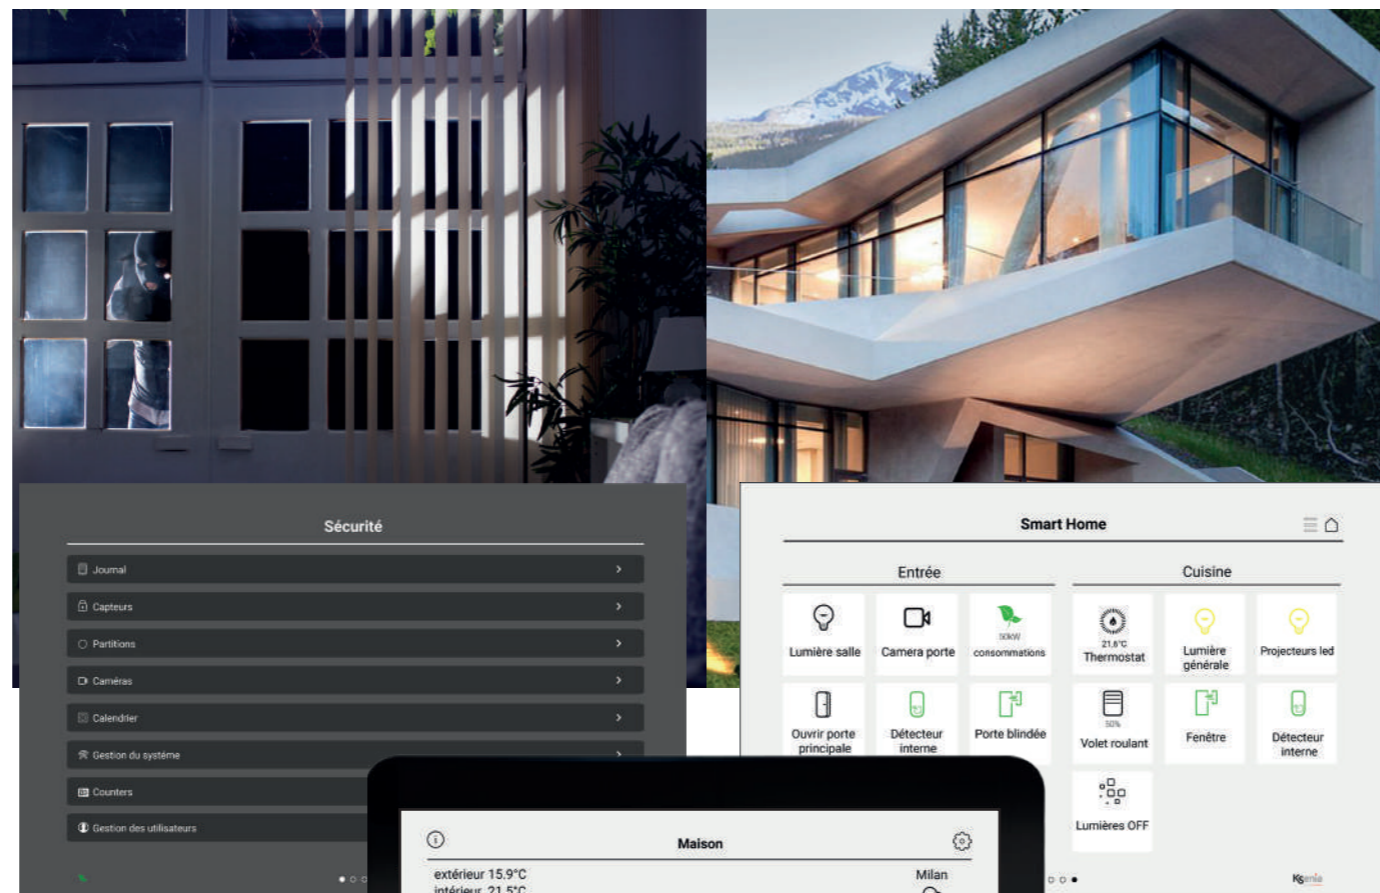 Sécurité
Journal
Capteurs
Partitions
Caméras
Calendrier
Gestion du système
Counters
Gestion des utilisateurs
Smart Home
Entrée
Lumière salle
Camera porte
50kW
consommations
Ouvrir porte
principale
Détecteur
interne
Porte blindée
Cuisine
21,6°C
Thermostat
Lumière
générale
Projecteurs led
50%
Volet roulant
Fenêtre
Détecteur
interne
Lumières OFF
Ksenia
Maison
extérieur 15.9°C
intérieur 21.5°C
Milan